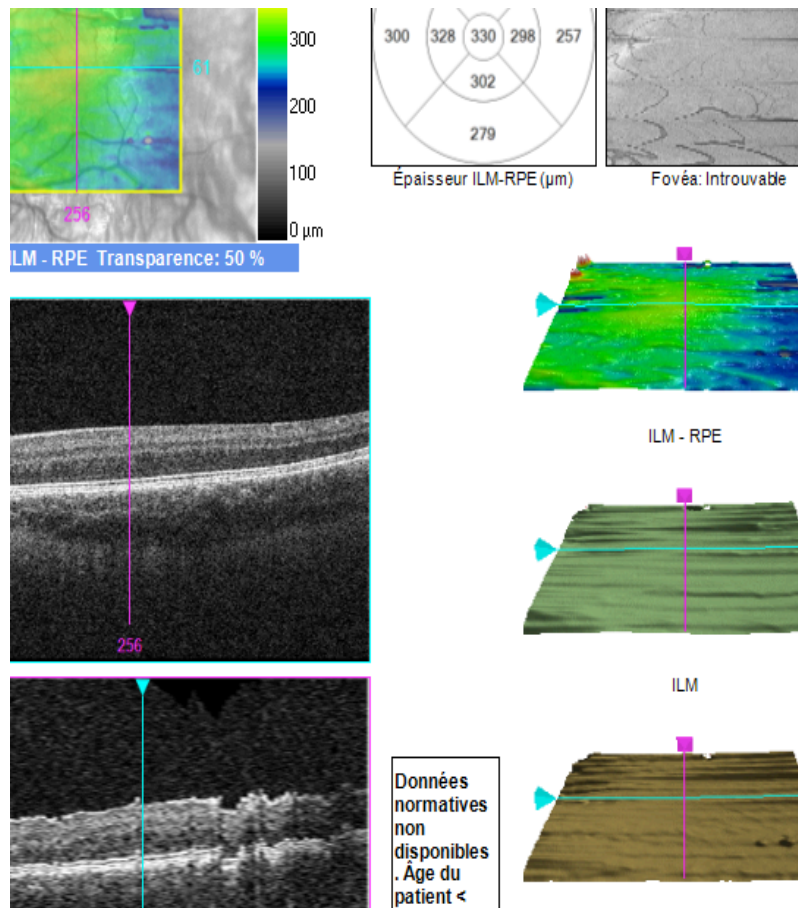 300
200
100
0 µm
61
256
ILM - RPE Transparence: 50 %
300 328 330 298 257
302
279
Épaisseur ILM-RPE (µm)
Fovéa: Introuvable
256
ILM - RPE
ILM
Données
normatives
non
disponibles
. Âge du
patient <